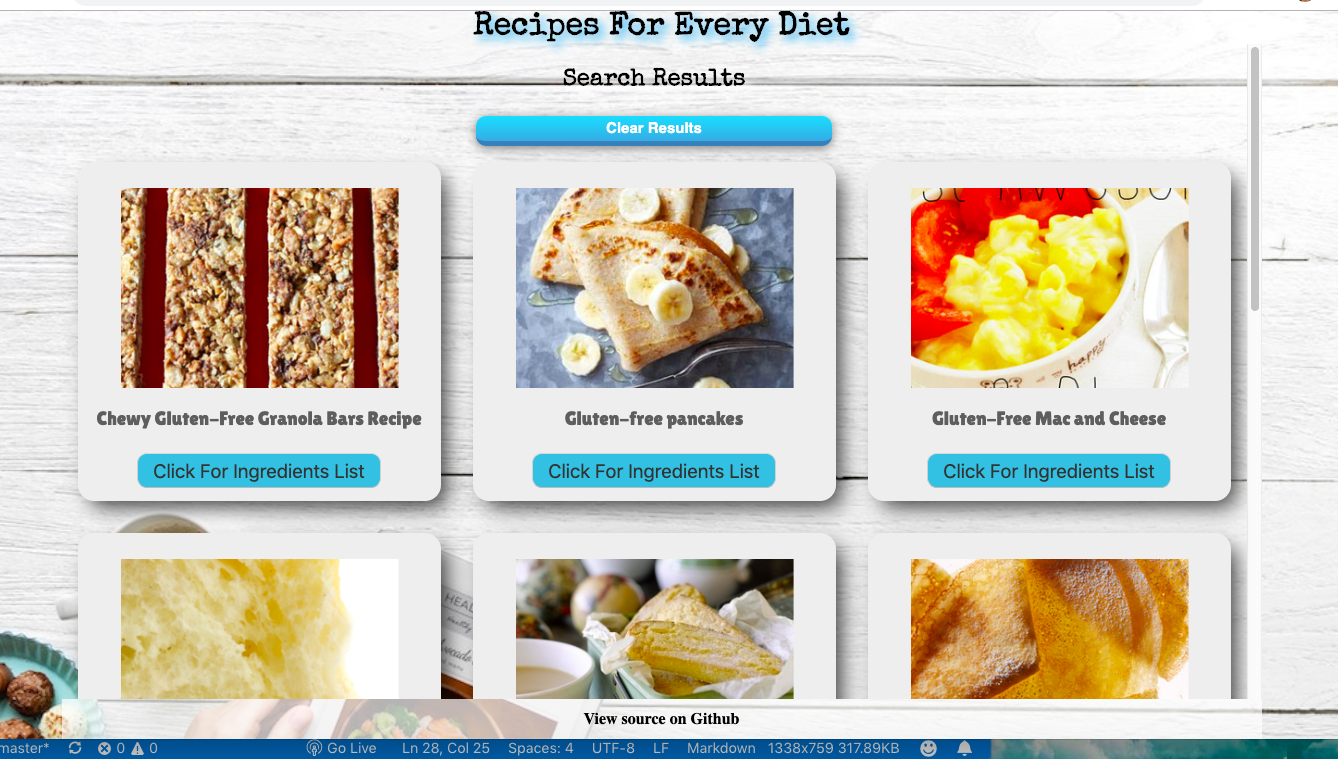 Recipes For Every Diet
Search Results
Clear Results
Chewy Gluten-Free Granola Bars Recipe
Gluten-free pancakes
Gluten-Free Mac and Cheese
Click For Ingredients List
Click For Ingredients List
Click For Ingredients List
happy
View source on Github
master* 0 0 Go Live Ln 28, Col 25 Spaces: 4 UTF-8 LF Markdown 1338x759 317.89KB